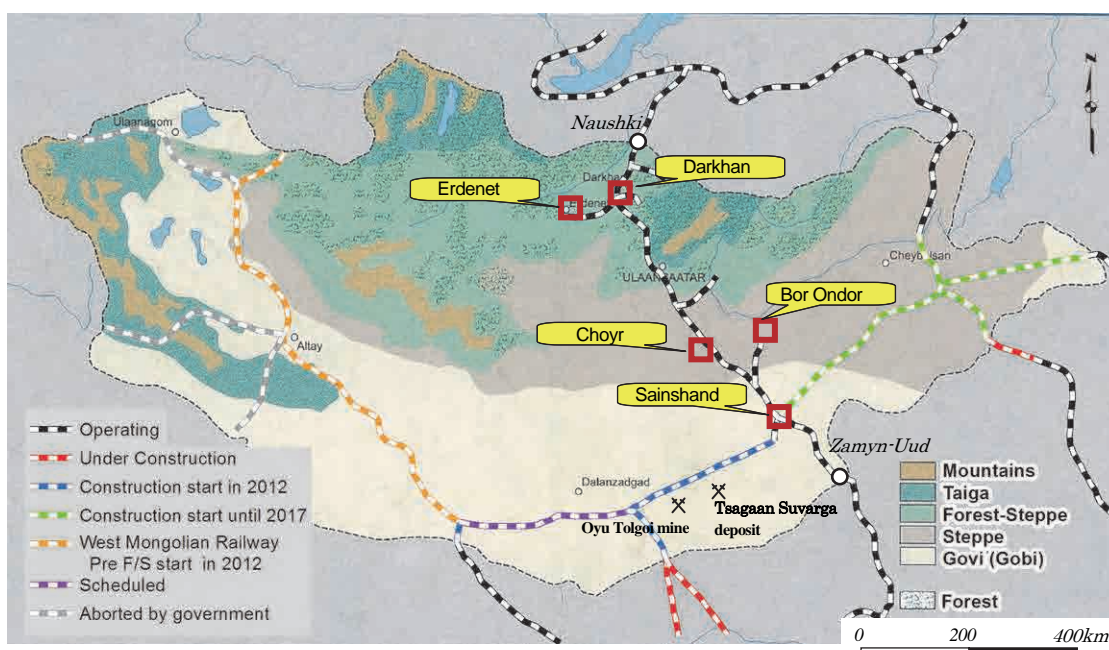 Ulaanogm
Naushki
Darkhan
Darkhan
Erdenet
ULAANBAATAR
Cheybalsan
Bor Ondor
Choyr
Altay
Sainshand
Zamyn-Uud
Dalanzadgad
Oyu Tolgoi mine
Tsagaan Suvarga
deposit
Operating
Under Construction
Construction start in 2012
Construction start until 2017
West Mongolian Railway
Pre F/S start in 2012
Scheduled
Aborted by government
Mountains
Taiga
Forest-Steppe
Steppe
Govi (Gobi)
Forest
0 200 400km